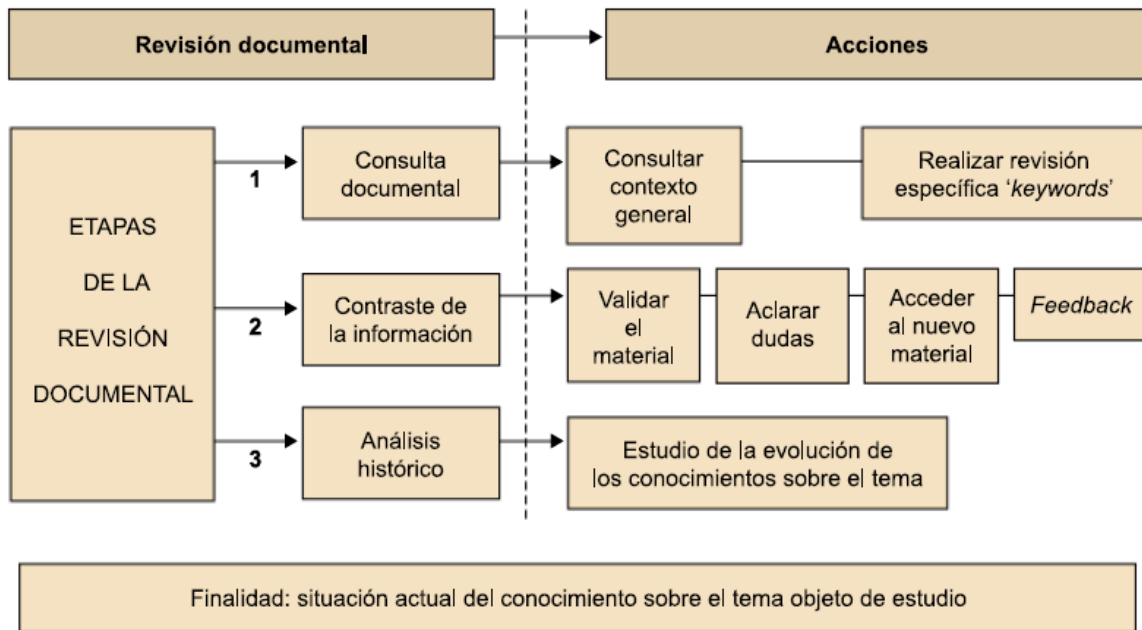 Revisión documental
Acciones
ETAPAS
DE LA
REVISIÓN
DOCUMENTAL
1
Consulta
documental
Consultar
contexto
general
Realizar revisión
específica ‘keywords’
2
Contraste de
la información
Validar
el
material
Aclarar
dudas
Acceder
al nuevo
material
Feedback
3
Análisis
histórico
Estudio de la evolución de
los conocimientos sobre el tema
Finalidad: situación actual del conocimiento sobre el tema objeto de estudio